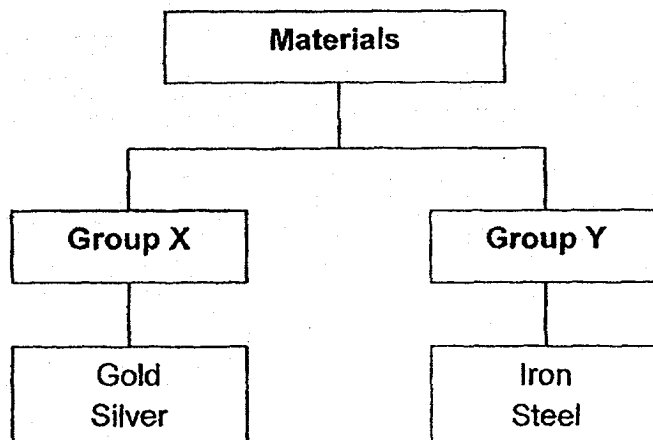 Materials
Group X
Group Y
Gold
Silver
Iron
Steel